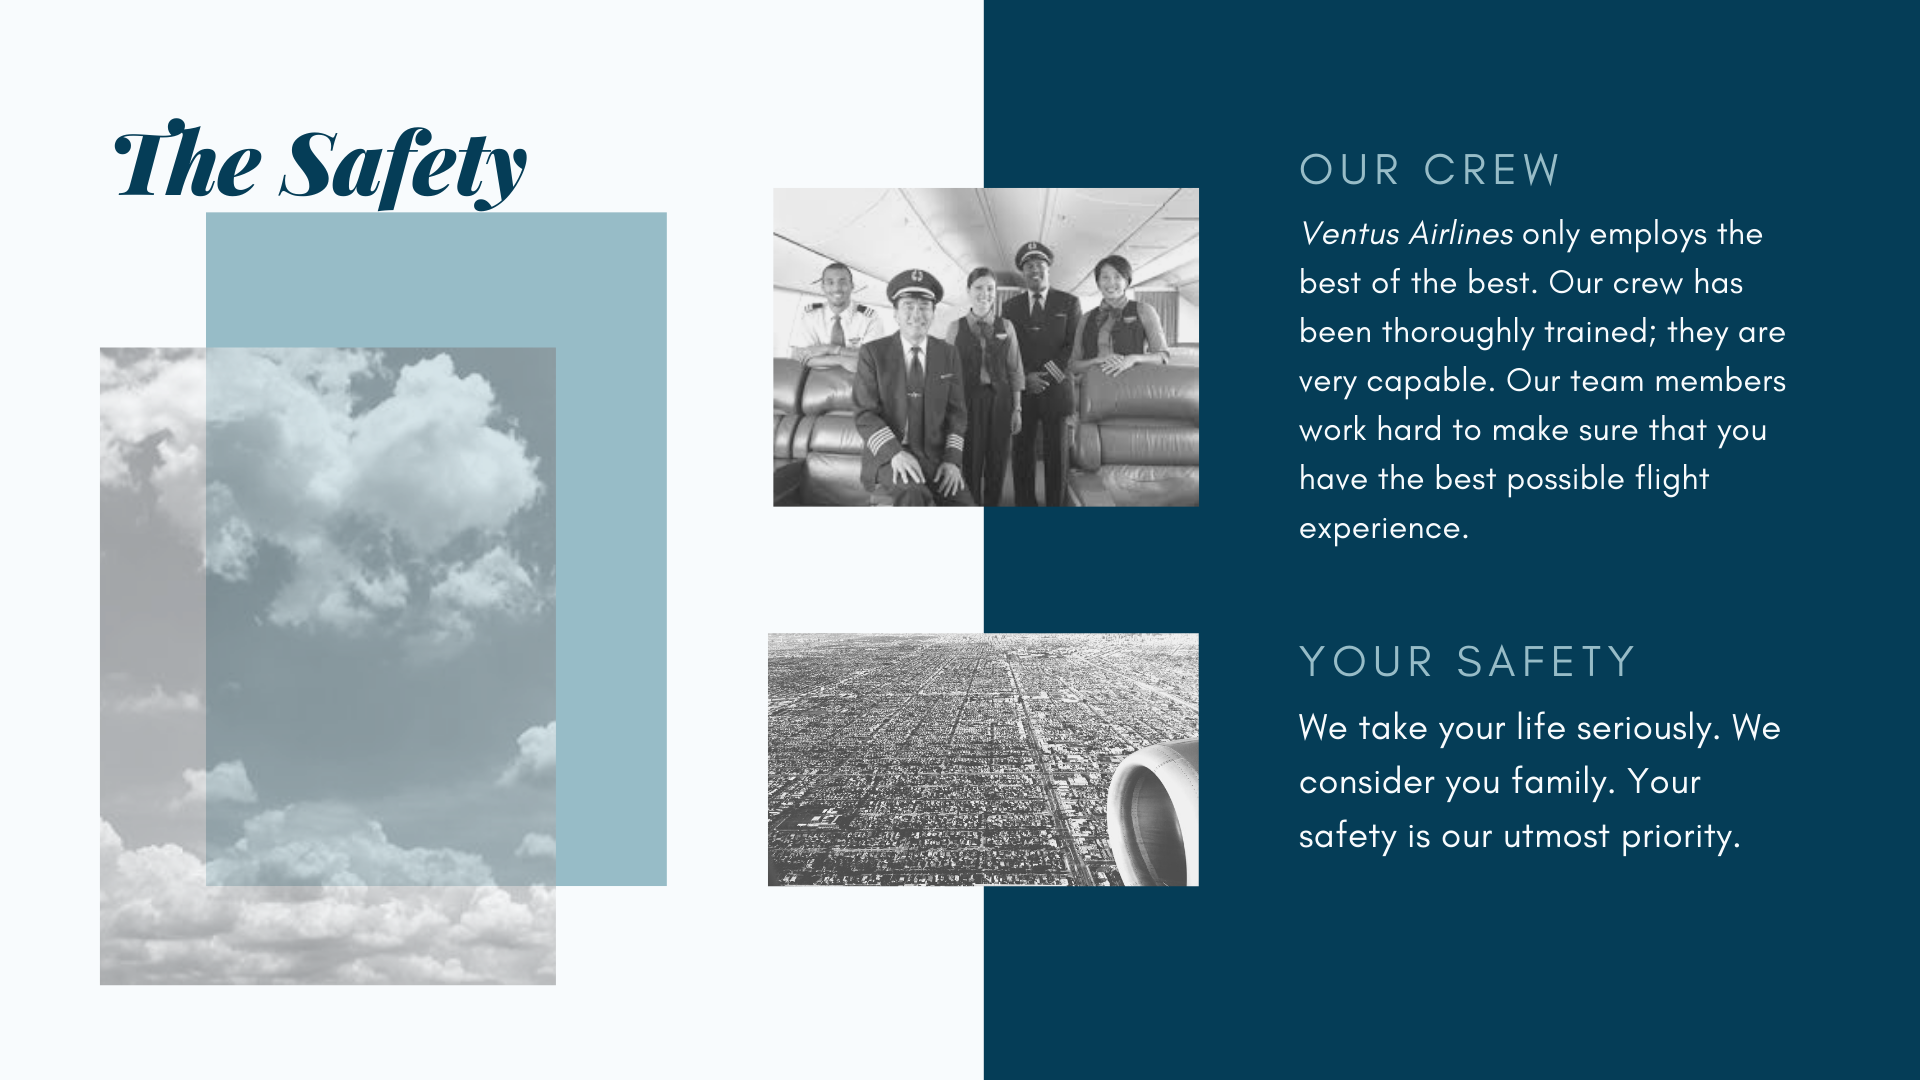 The Safety
OUR CREW
Ventus Airlines only employs the
best of the best. Our crew has
been thoroughly trained; they are
very capable. Our team members
work hard to make sure that you
have the best possible flight
experience.
YOUR SAFETY
We take your life seriously. We
consider you family. Your
safety is our utmost priority.